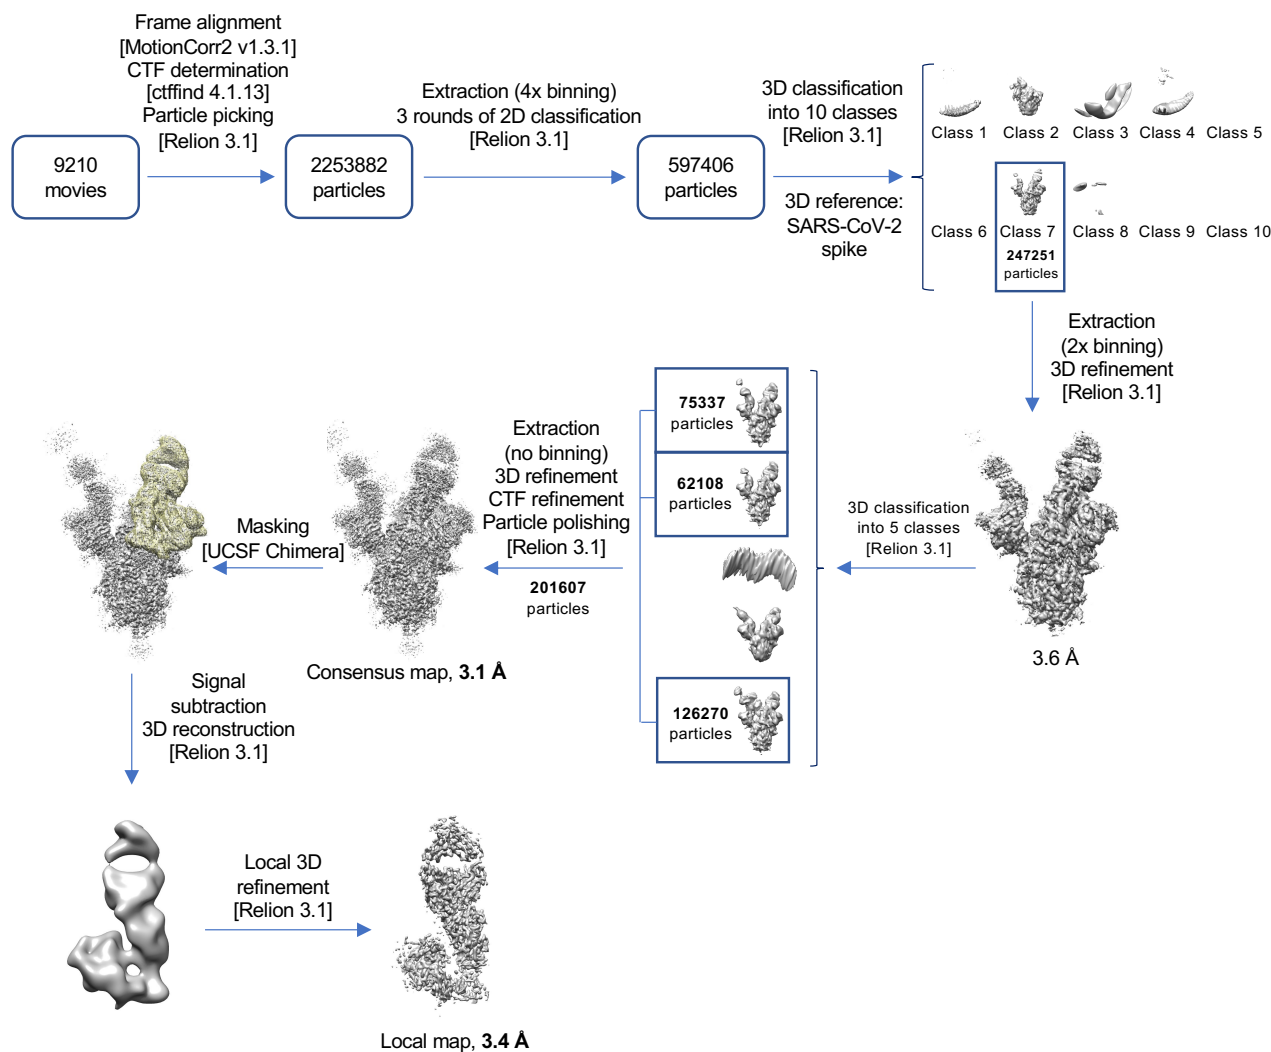 Frame alignment
[MotionCorr2 v1.3.1]
CTF determination
[ctffind 4.1.13]
Particle picking
[Relion 3.1]
9210
movies
2253882
particles
Extraction (4x binning)
3 rounds of 2D classification
[Relion 3.1]
597406
particles
3D classification
into 10 classes
[Relion 3.1]
3D reference:
SARS-CoV-2
spike
Class 1
Class 2
Class 3
Class 4
Class 5
Class 6
Class 7
Class 8
Class 9
Class 10
247251
particles
Extraction
(2x binning)
3D refinement
[Relion 3.1]
3.6 Å
3D classification
into 5 classes
[Relion 3.1]
75337
particles
62108
particles
126270
particles
Extraction
(no binning)
3D refinement
CTF refinement
Particle polishing
[Relion 3.1]
201607
particles
Consensus map, 3.1 Å
Masking
[UCSF Chimera]
Signal
subtraction
3D reconstruction
[Relion 3.1]
Local 3D
refinement
[Relion 3.1]
Local map, 3.4 Å